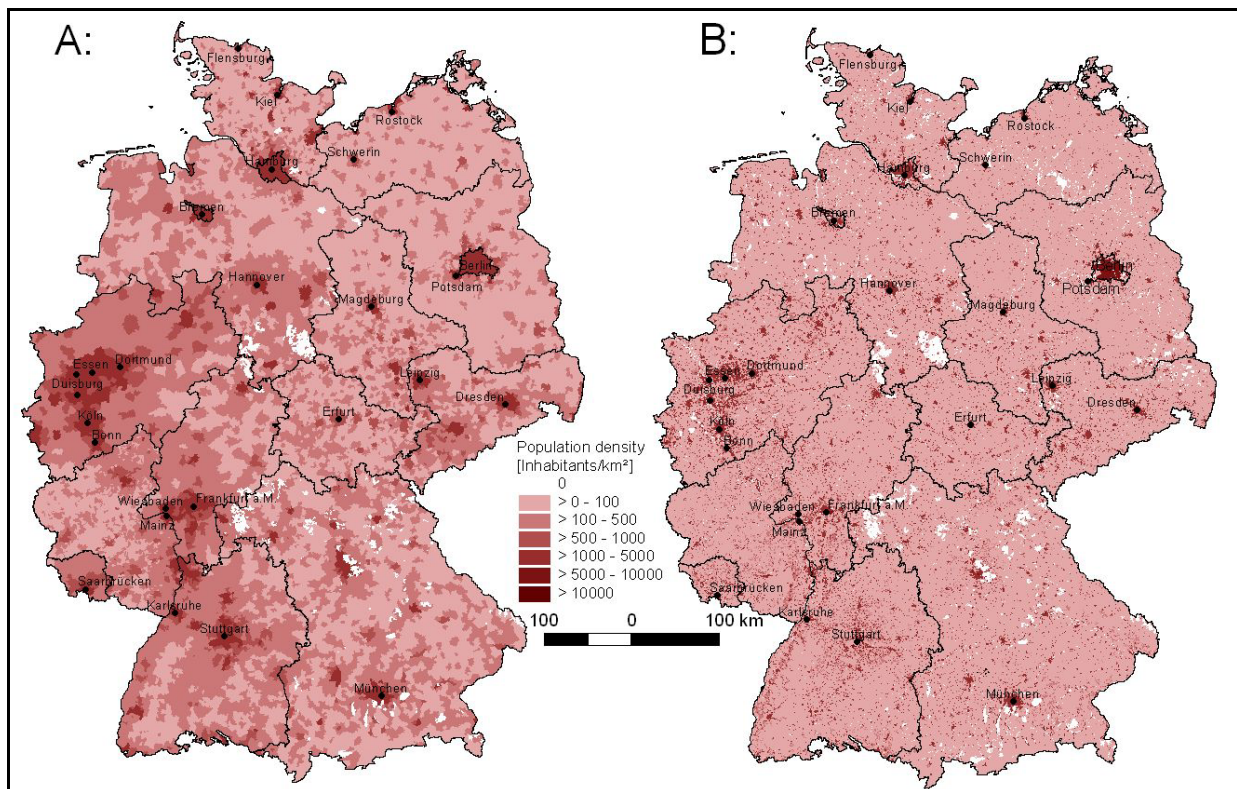 A:
Flensburg
Kiel
Rostock
Hamburg
Schwerin
Bremen
Berlin
Potsdam
Hannover
Magdeburg
Essen
Dortmund
Duisburg
Leipzig
Dresden
Köln
Bonn
Erfurt
Wiesbaden
Frankfurt a.M.
Mainz
Saarbrücken
Karlsruhe
Stuttgart
München
Population density
[Inhabitants/km²]
0
> 0 - 100
> 100 - 500
> 500 - 1000
> 1000 - 5000
> 5000 - 10000
> 10000
100 0 100 km
B:
Flensburg
Kiel
Rostock
Schwerin
Hamburg
Bremen
Berlin
Potsdam
Hannover
Magdeburg
Essen
Dortmund
Duisburg
Leipzig
Dresden
Köln
Bonn
Erfurt
Wiesbaden
Frankfurt a.M.
Mainz
Saarbrücken
Karlsruhe
Stuttgart
München